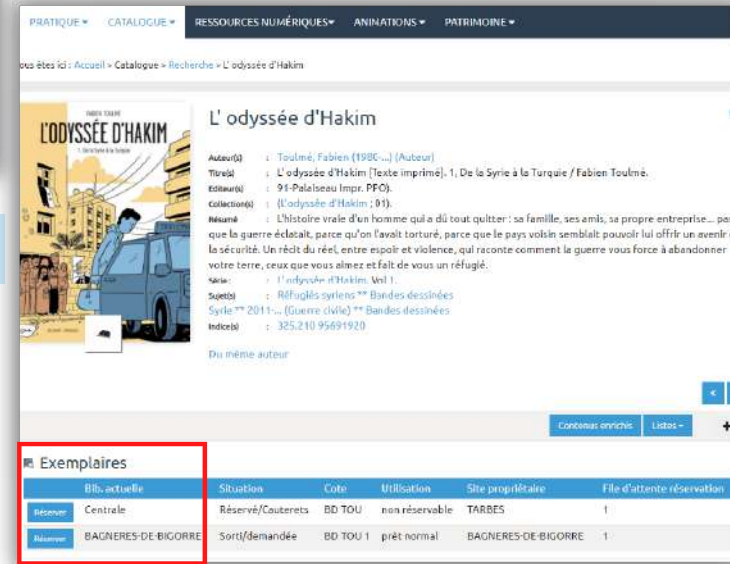 PRATIQUE CATALOGUE RESSOURCES NUMÉRIQUES ANINATIONS PATRIMOINE
ous êtes ici : Accueil » Catalogue » Recherche » L' odyssée d'Hakim
FABIEN TOULMÉ
L'ODYSSÉE D'HAKIM
1. De la Syrie à la Turquie
L' odyssée d'Hakim
Auteur(s) : Toulmé, Fabien (1980-...) (Auteur)
Titre(s) : L' odyssée d'Hakim [Texte imprimé]. 1, De la Syrie à la Turquie / Fabien Toulmé.
Editeur(s) : 91-Palaiseau Impr. PPO).
Collection(s) : (L'odyssée d'Hakim ; 01).
Résumé : L'histoire vraie d'un homme qui a dû tout quitter : sa famille, ses amis, sa propre entreprise... par
que la guerre éclatait, parce qu'on l'avait torturé, parce que le pays voisin semblait pouvoir lui offrir un avenir
la sécurité. Un récit du réel, entre espoir et violence, qui raconte comment la guerre vous force à abandonner
votre terre, ceux que vous aimez et fait de vous un réfugié.
Série : L' odyssée d'Hakim. Vol 1.
Sujet(s) : Réfugiés syriens ** Bandes dessinées
Syrie ** 2011-... (Guerre civile) ** Bandes dessinées
Indice(s) : 325.210 95691920
Du même auteur
<
Contenus enrichis Listes +
Exemplaires
Bib. actuelle Situation Cote Utilisation Site propriétaire File d'attente réservation
Réserver Centrale Réservé/Cauterets BD TOU non réservable TARBES 1
Réserver BAGNERES-DE-BIGORRE Sorti/demandée BD TOU 1 prêt normal BAGNERES-DE-BIGORRE 1